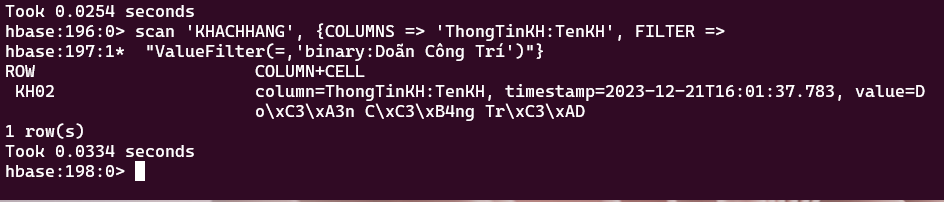 Took 0.0254 seconds
hbase:196:0> scan 'KHACHHANG', {COLUMNS => 'ThongTinKH:TenKH', FILTER =>
hbase:197:1*  "ValueFilter(=,'binary:Doãn Công Trí')"}
ROW                   COLUMN+CELL
 KH02                 column=ThongTinKH:TenKH, timestamp=2023-12-21T16:01:37.783, value=D
                      o\xC3\xA3n C\xC3\xB4ng Tr\xC3\xAD
1 row(s)
Took 0.0334 seconds
hbase:198:0>